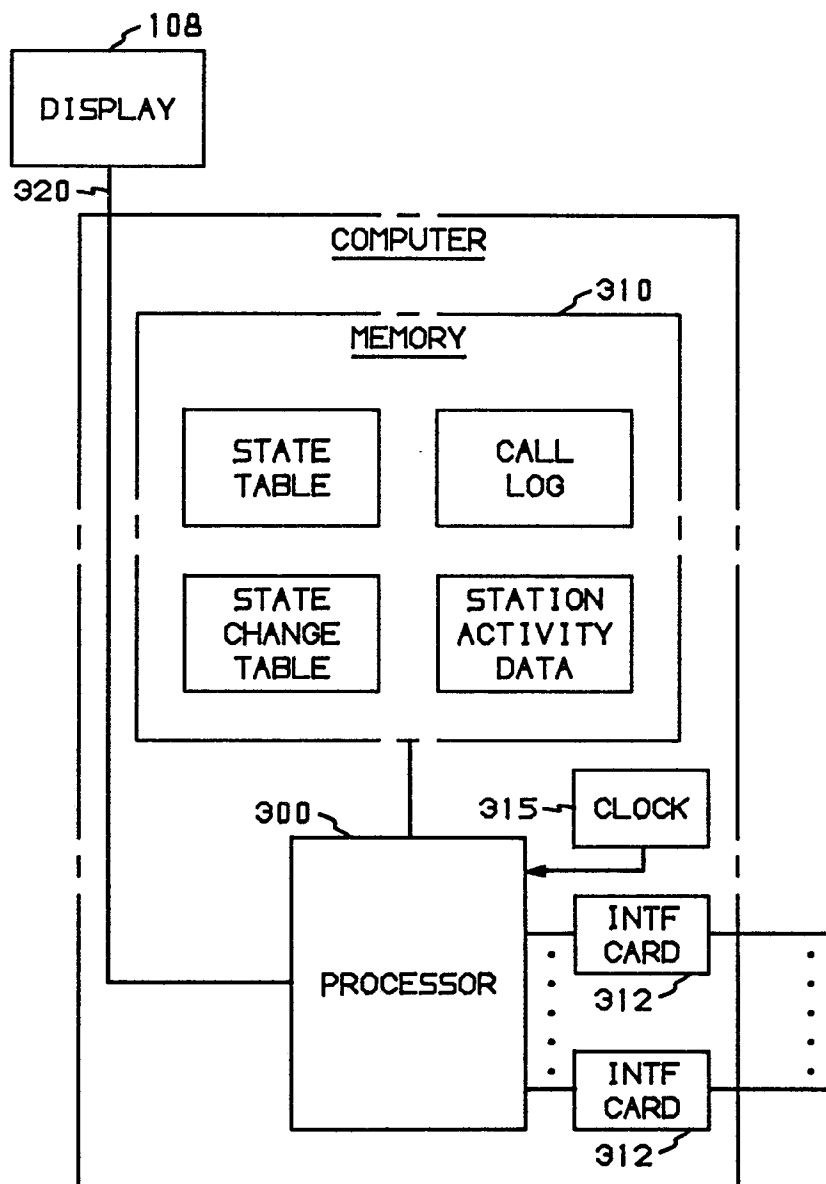 108
DISPLAY
320
COMPUTER
310
MEMORY
STATE
TABLE
CALL
LOG
STATE
CHANGE
TABLE
STATION
ACTIVITY
DATA
300
315
CLOCK
PROCESSOR
INTF
CARD
312
INTF
CARD
312